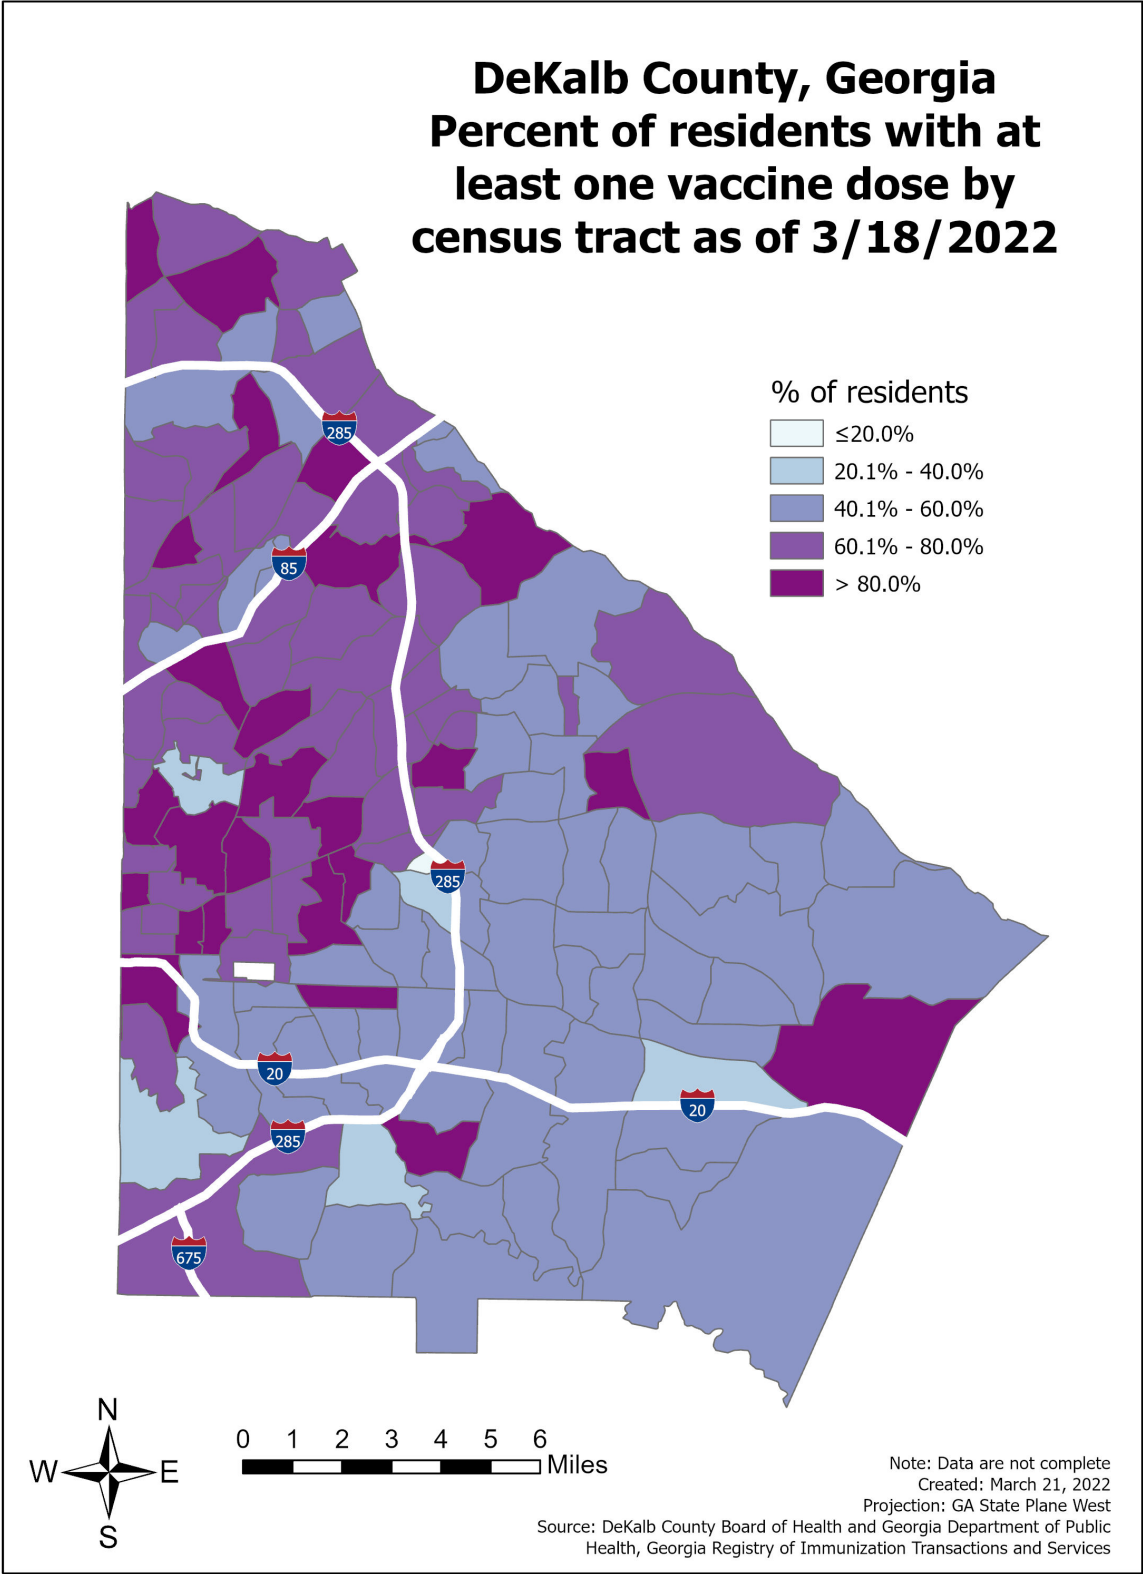 DeKalb County, Georgia
Percent of residents with at
least one vaccine dose by
census tract as of 3/18/2022
% of residents
≤20.0%
20.1% - 40.0%
40.1% - 60.0%
60.1% - 80.0%
> 80.0%
285
85
285
20
20
285
675
N
W E
S
0 1 2 3 4 5 6
Miles
Note: Data are not complete
Created: March 21, 2022
Projection: GA State Plane West
Source: DeKalb County Board of Health and Georgia Department of Public
Health, Georgia Registry of Immunization Transactions and Services